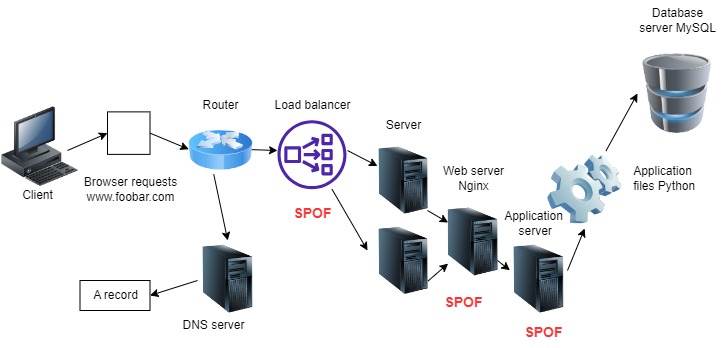 Database
server MySQL
Router
Load balancer
Server
Web server
Nginx
Application
files Python
Browser requests
www.foobar.com
Client
SPOF
Application
server
A record
DNS server
SPOF
SPOF